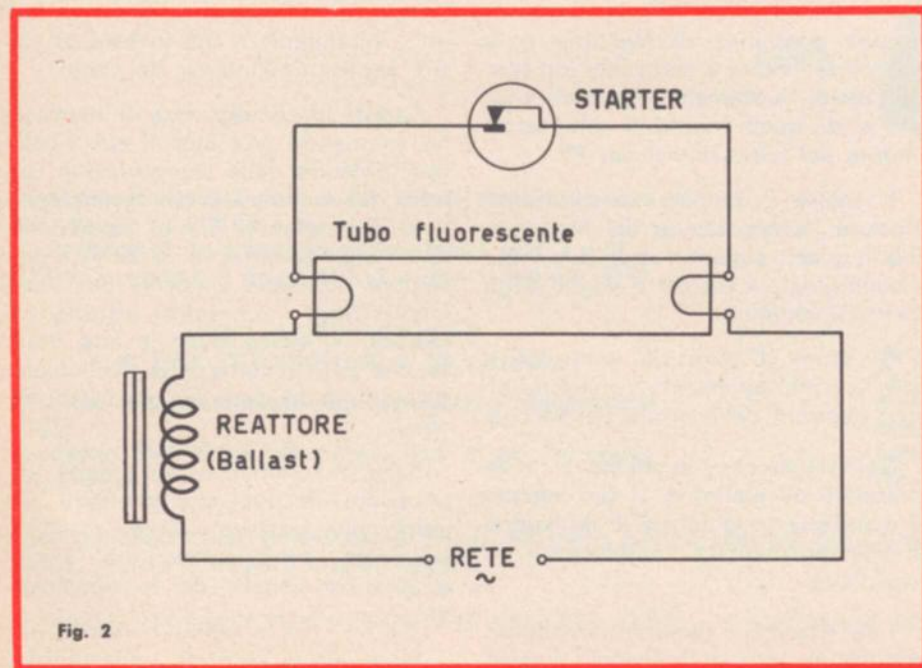 STARTER
Tubo fluorescente
REATTORE
(Ballast)
RETE
~
Fig. 2